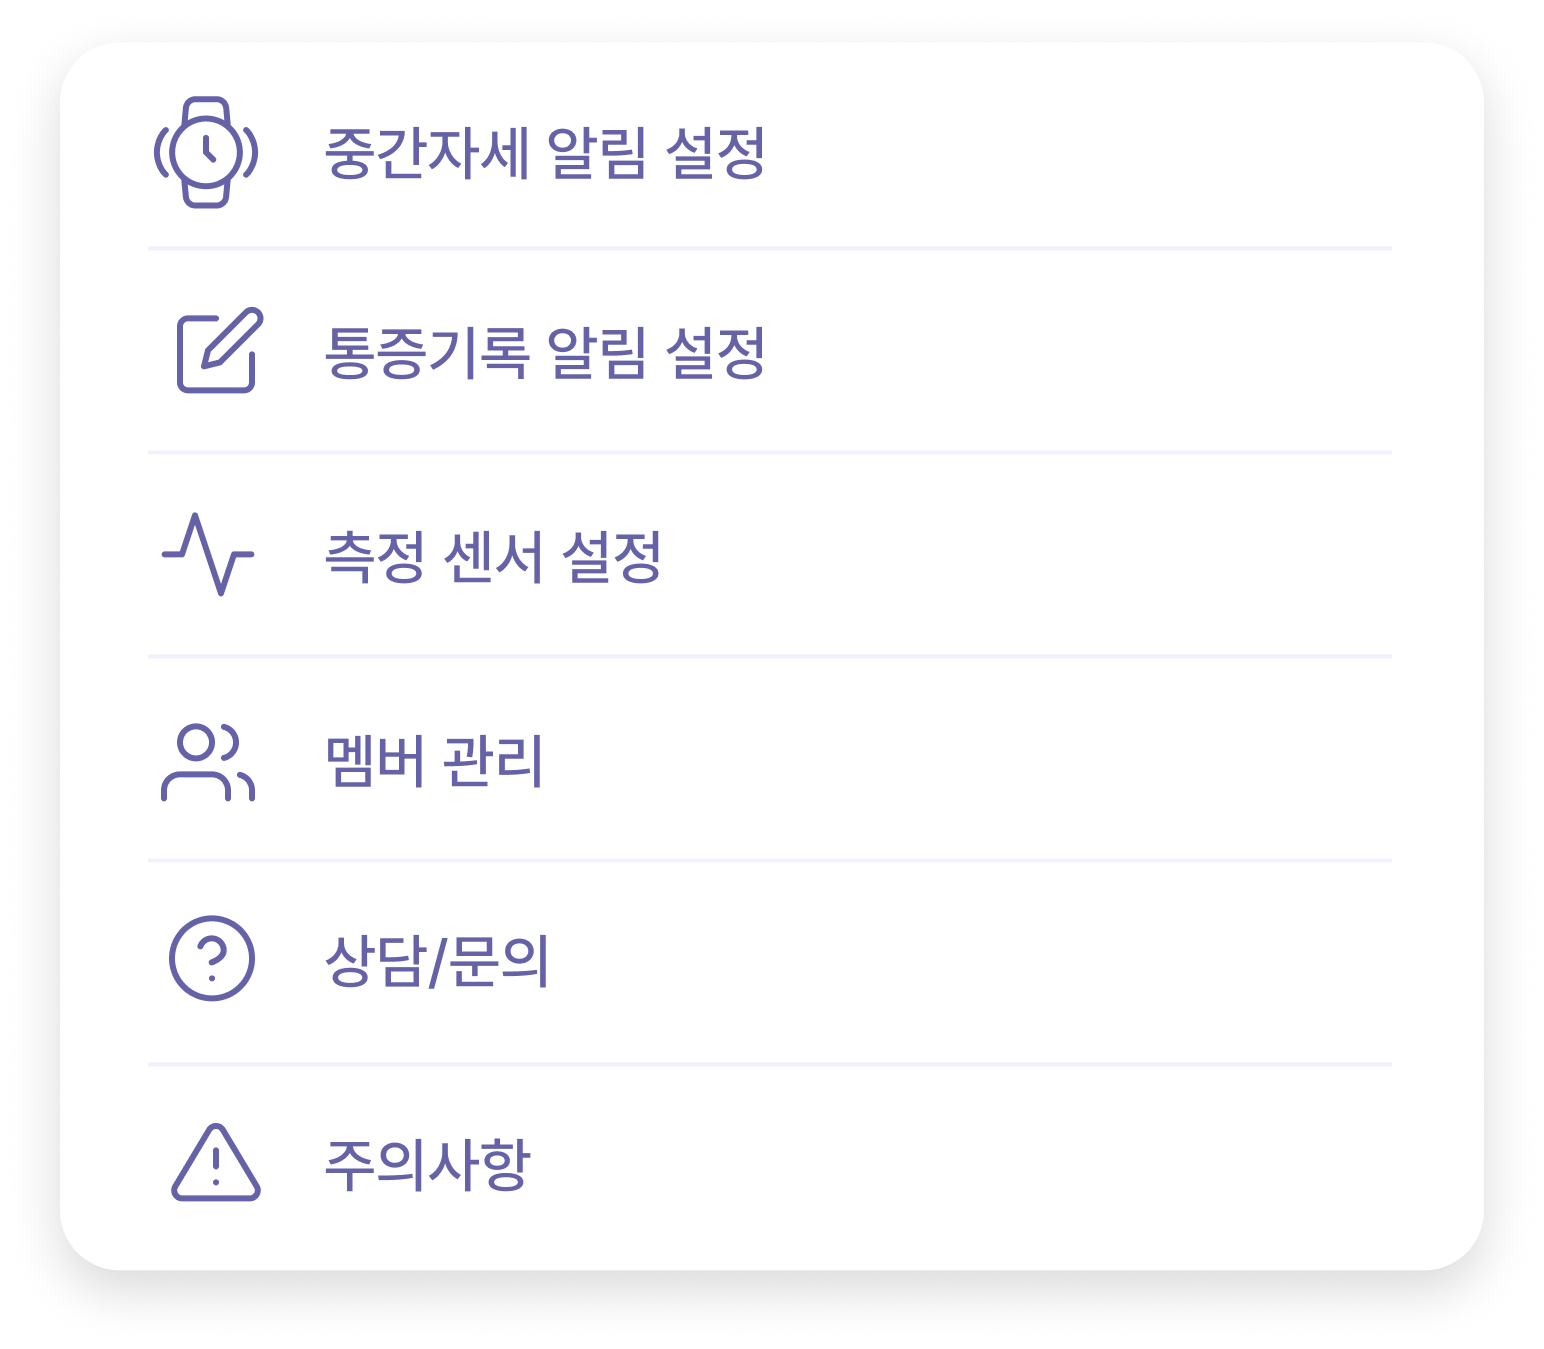 중간자세 알림 설정
통증기록 알림 설정
측정 센서 설정
멤버 관리
상담/문의
주의사항